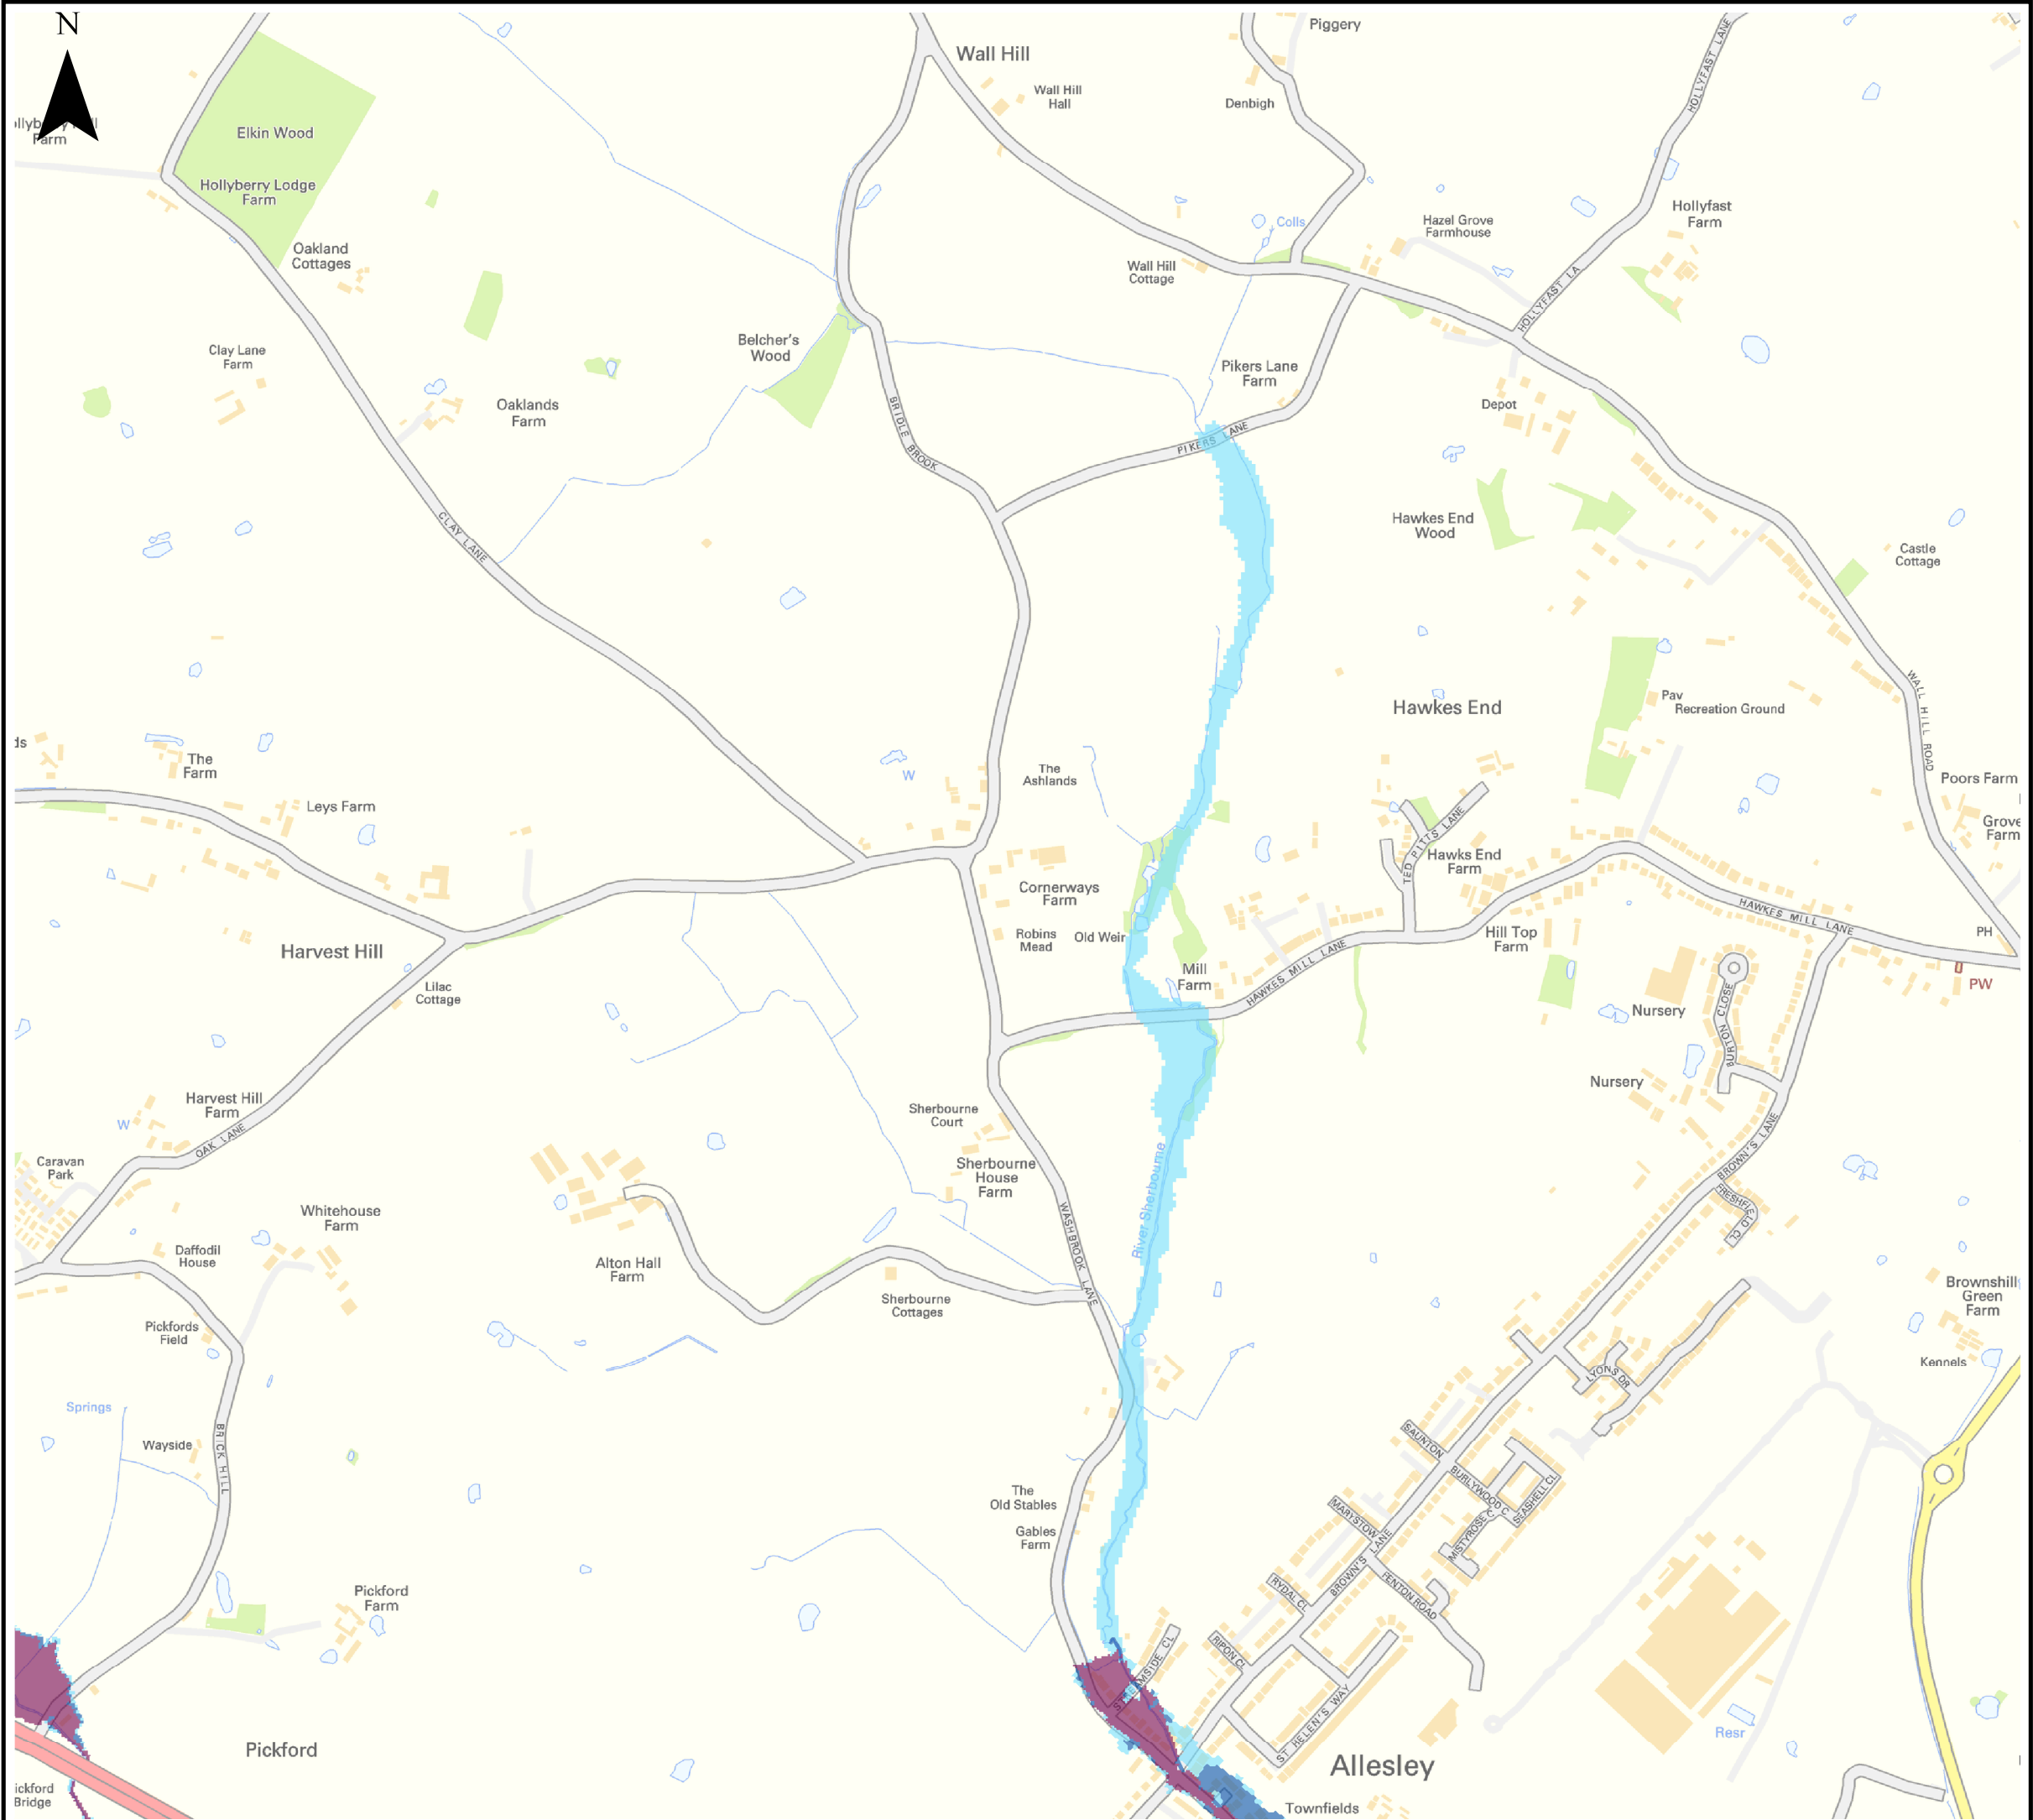 N
Piggery
Wall Hill
Wall Hill
Hall
Denbigh
HOLLYFAST LANE
Farm
Elkin Wood
Hollyberry Lodge
Farm
Oakland
Cottages
Colls
Hazel Grove
Farmhouse
Hollyfast
Farm
Wall Hill
Cottage
HOLLYFAST LA
Belcher's
Wood
Clay Lane
Farm
Pikers Lane
Farm
Oaklands
Farm
Depot
BRIDLE BROOK
PIKERS LANE
CLAY LANE
Hawkes End
Wood
Castle
Cottage
Hawkes End
Pav
Recreation Ground
WALL HILL ROAD
ds
The
Farm
W
The
Ashlands
Poors Farm
Leys Farm
Grove
Farm
TED PITTS LANE
Hawks End
Farm
Cornerways
Farm
HAWKES MILL LANE
Harvest Hill
Robins
Mead
Old Weir
Hill Top
Farm
PH
Lilac
Cottage
Mill
Farm
HAWKES MILL LANE
PW
Nursery
BURTON CLOSE
Nursery
Harvest Hill
Farm
W
OAK LANE
Sherbourne
Court
BROWN'S LANE
Caravan
Park
Sherbourne
House
Farm
River Sherbourne
FRESHFIELD CL
Whitehouse
Farm
WASHBROOK LANE
Daffodil
House
Alton Hall
Farm
Sherbourne
Cottages
Brownshill
Green
Farm
Pickfords
Field
Kennels
LYONS DR
Springs
BRICK HILL
Wayside
SAUNTON
BURLYWOOD C
SEASHELL CL
The
Old Stables
MARYSTOW
MISTYROSE C
Gables
Farm
BROWN'S LANE
RYDAL CL
FENTON ROAD
Pickford
Farm
RIPON CL
STREAMSIDE CL
ST HELEN'S WAY
Resr
Pickford
Allesley
ickford
Bridge
Townfields